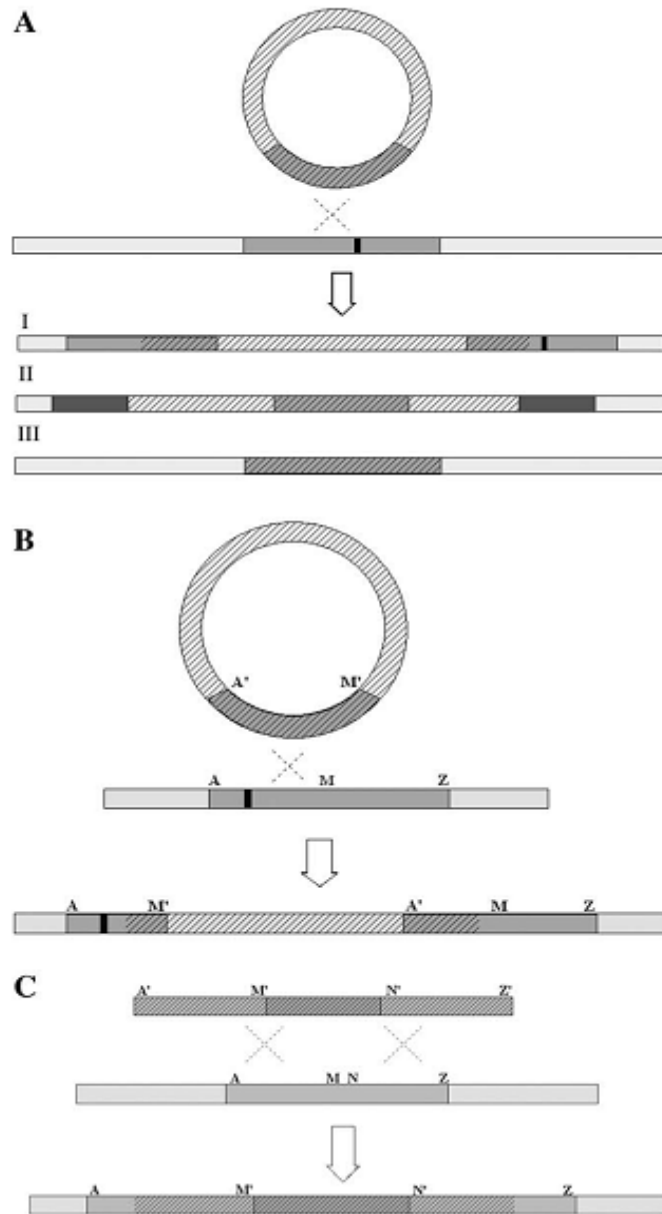 A
I
II
III
B
A' M'
A M Z
A M' A' M Z
C
A' M' N' Z'
A M N Z
A M' N' Z